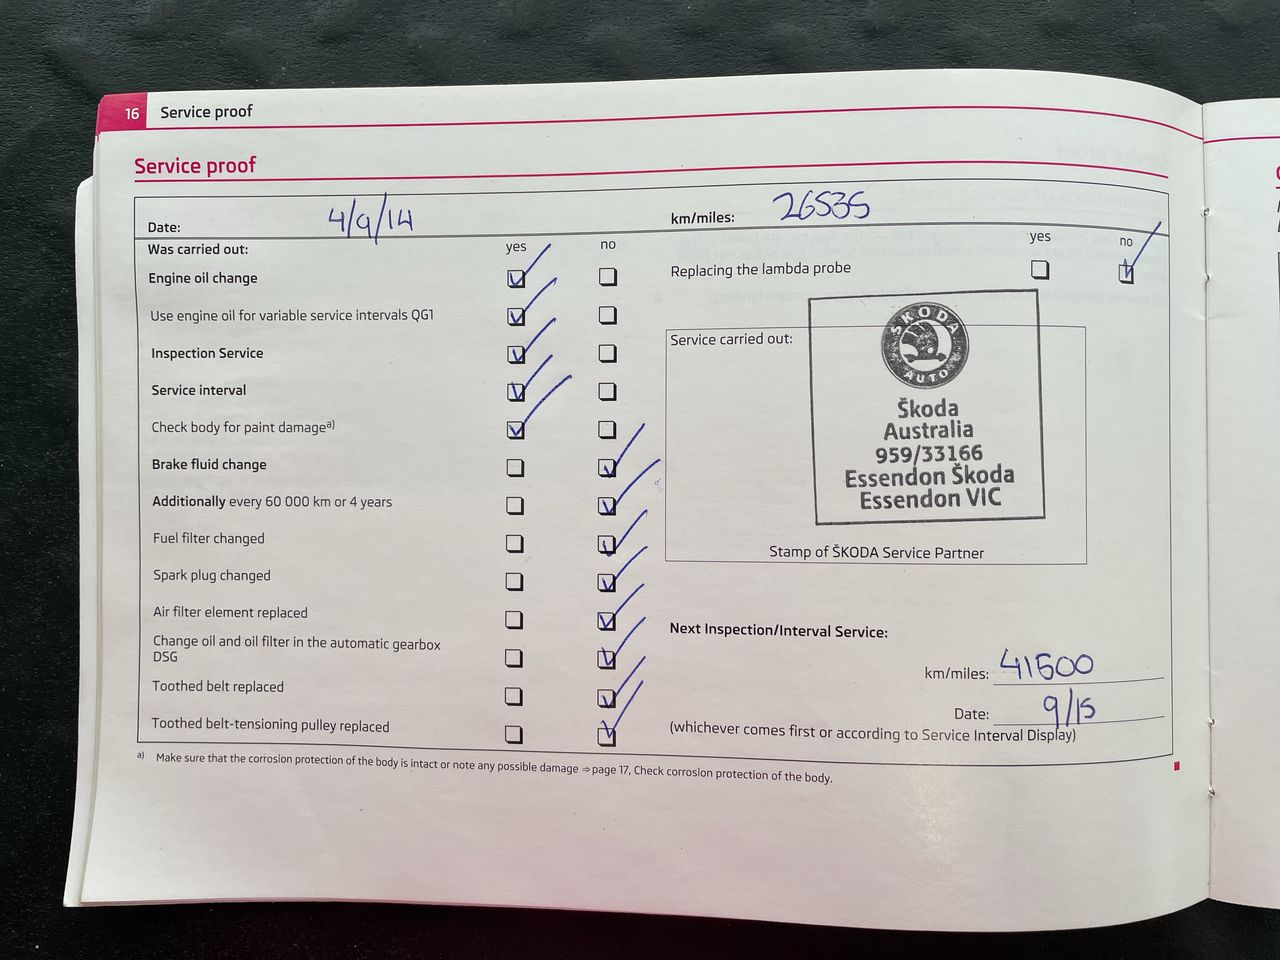 16 Service proof
Service proof
Date: 4/9/14 km/miles: 26535
Was carried out: yes no
Engine oil change
Use engine oil for variable service intervals QG1
Inspection Service
Service interval
Check body for paint damage a)
Brake fluid change
Additionally every 60 000 km or 4 years
Fuel filter changed
Spark plug changed
Air filter element replaced
Change oil and oil filter in the automatic gearbox
DSG
Toothed belt replaced
Toothed belt-tensioning pulley replaced
yes no
Replacing the lambda probe
Service carried out:
ŠKODA
AUTO
Škoda
Australia
959/33166
Essendon Škoda
Essendon VIC
Stamp of ŠKODA Service Partner
Next Inspection/Interval Service:
km/miles: 41500
Date: 9/15
(whichever comes first or according to Service Interval Display)
a) Make sure that the corrosion protection of the body is intact or note any possible damage ⇒ page 17, Check corrosion protection of the body.